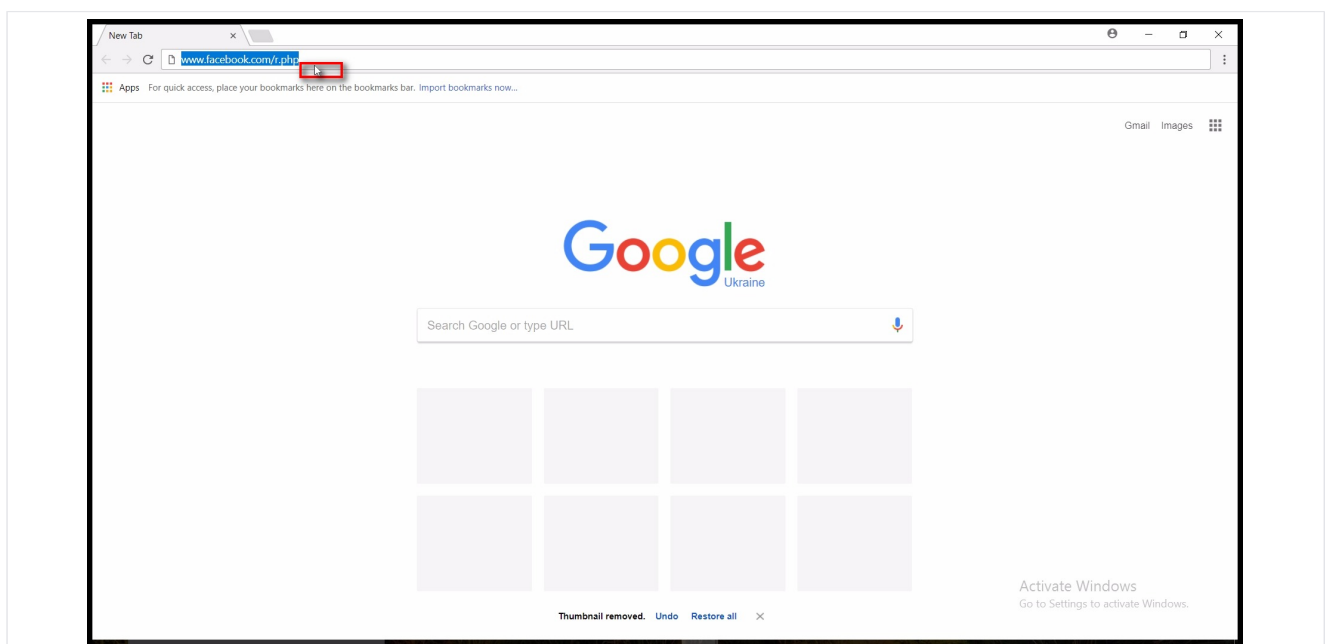 New Tab
www.facebook.com/r.php
Apps For quick access, place your bookmarks here on the bookmarks bar. Import bookmarks now...
Gmail Images
Google
Ukraine
Search Google or type URL
Activate Windows
Go to Settings to activate Windows.
Thumbnail removed. Undo Restore all